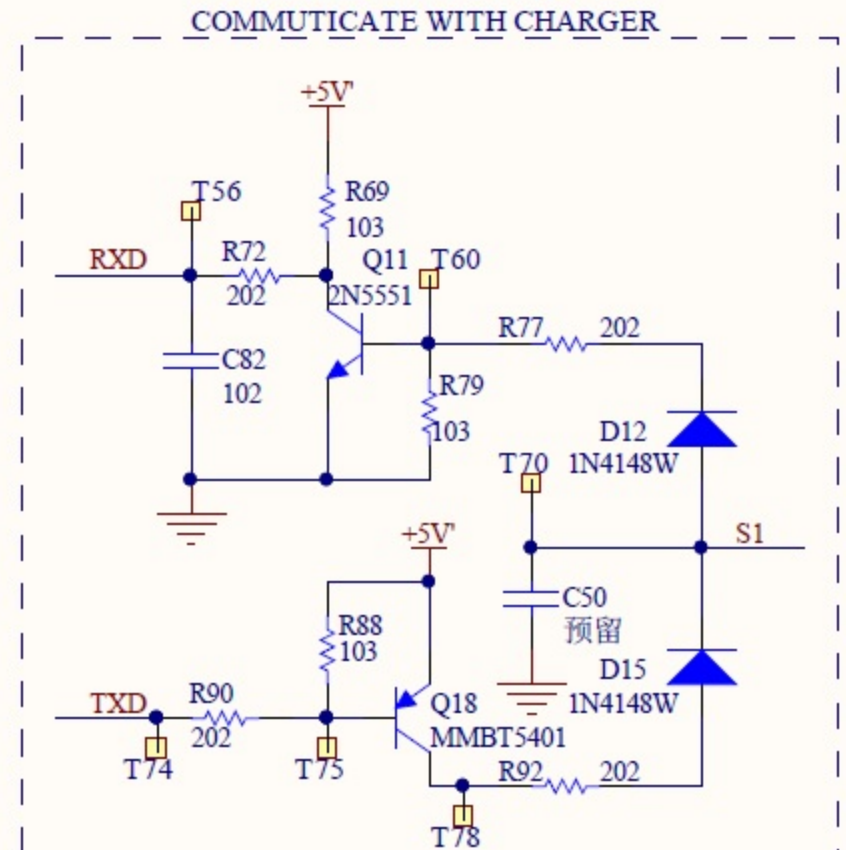 COMMUTICATE WITH CHARGER
+5V'
T56
R69
103
RXD
R72
202
Q11
T60
2N5551
R77
202
C82
102
R79
103
D12
1N4148W
T70
S1
+5V'
C50
预留
R88
103
D15
1N4148W
TXD
R90
202
Q18
MMBT5401
T74
T75
R92
202
T78